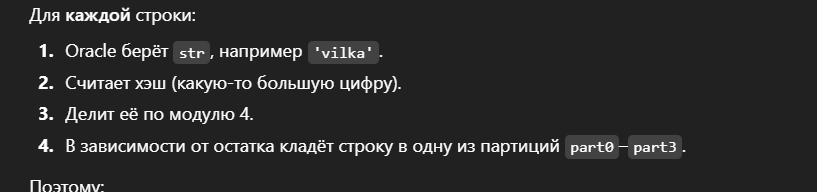 Для каждой строки:
1. Oracle берёт str, например 'vilka'.
2. Считает хэш (какую-то большую цифру).
3. Делит её по модулю 4.
4. В зависимости от остатка кладёт строку в одну из партиций part0–part3.
Поэтому: